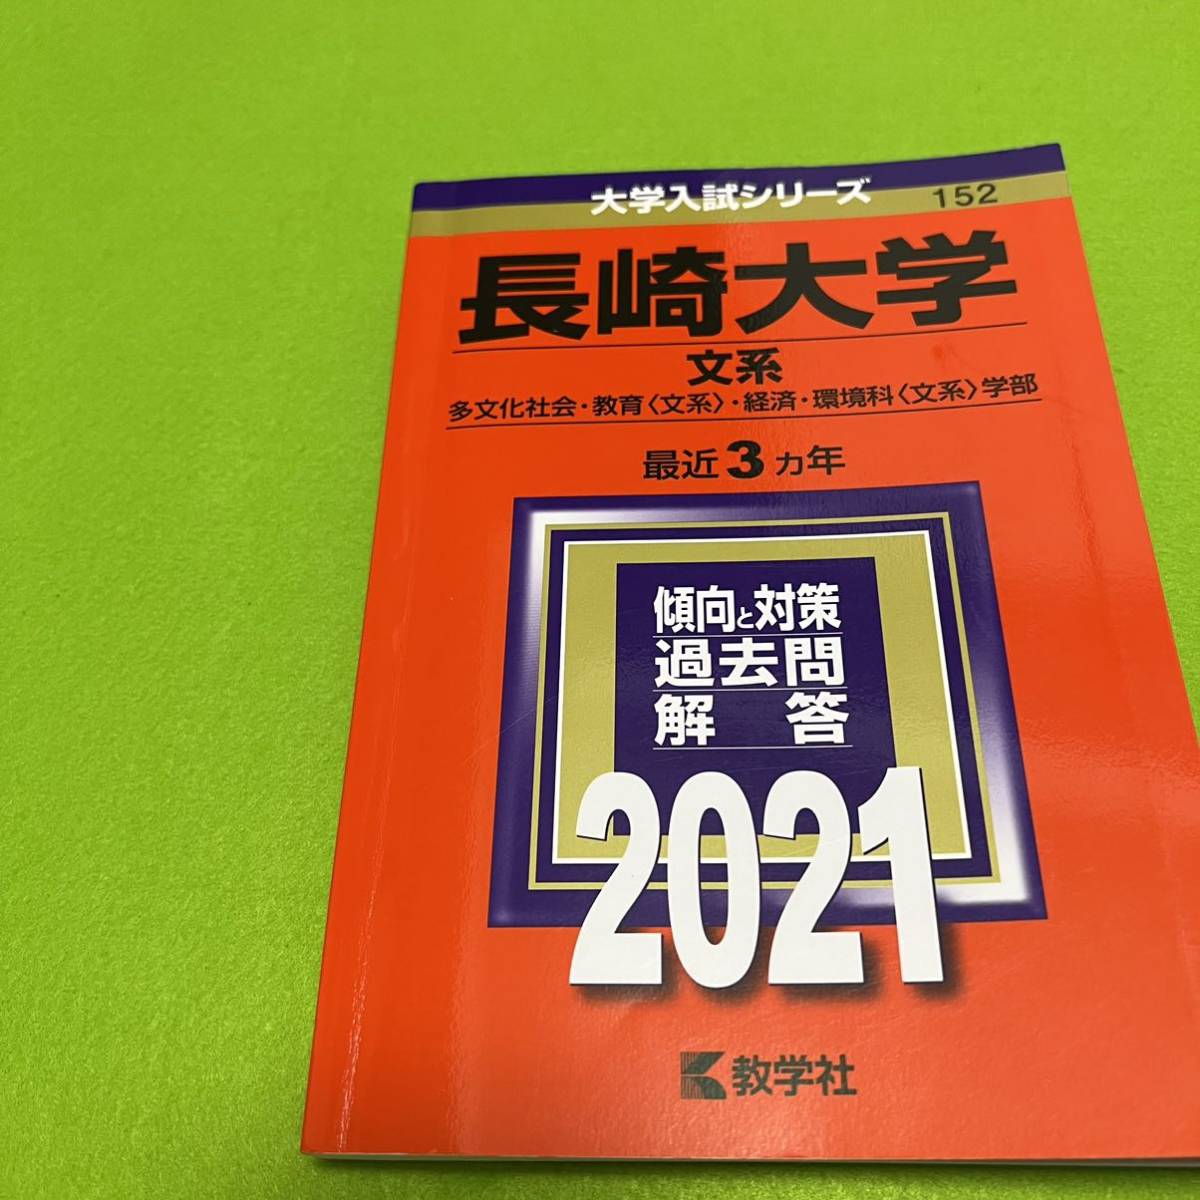 大学入試シリーズ 152
長崎大学
文系
多文化社会・教育〈文系〉・経済・環境科〈文系〉学部
最近3ヵ年
傾向と対策
過去問
解答
2021
教学社